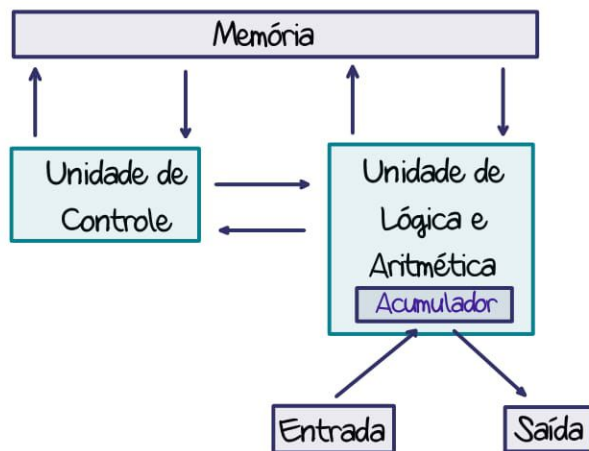 Memória
Unidade de
Controle
Unidade de
Lógica e
Aritmética
Acumulador
Entrada
Saída